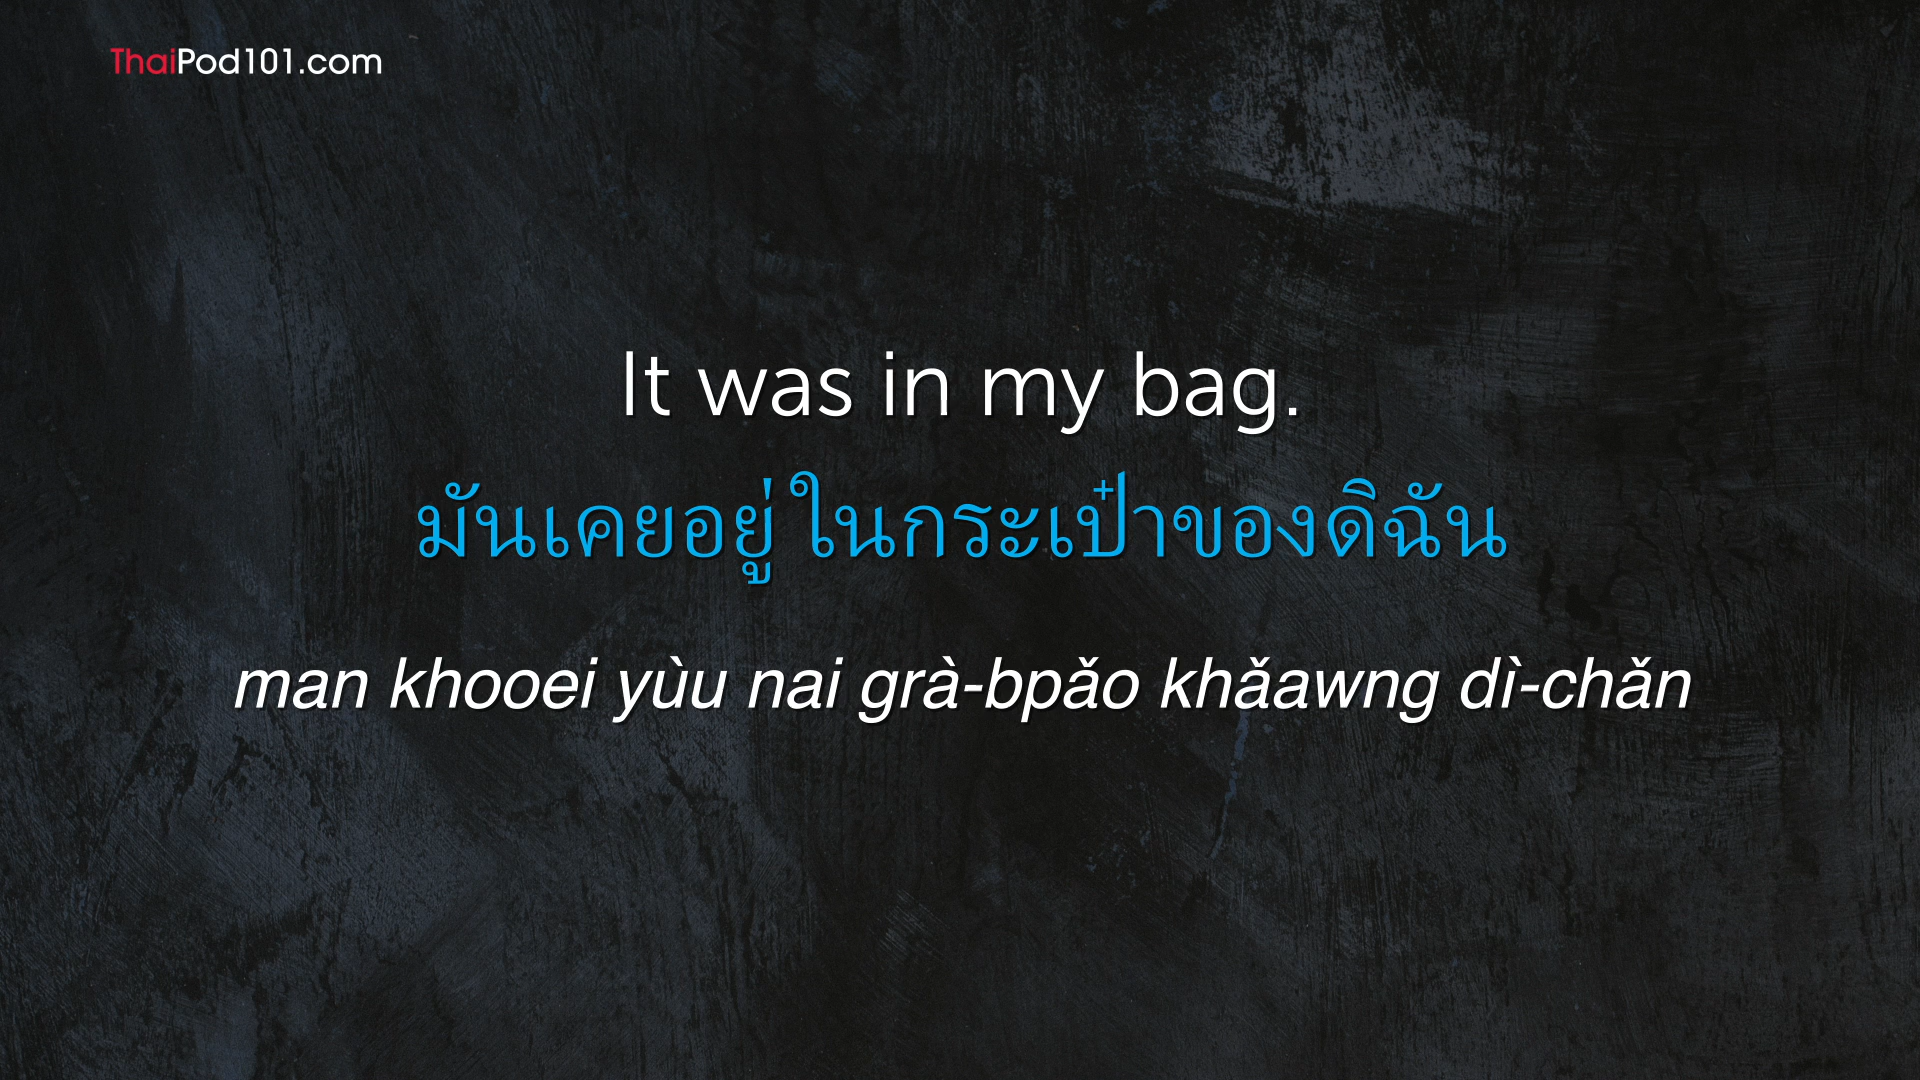 ThaiPod101.com
It was in my bag.
มันเคยอยู่ในกระเป๋าของดิฉัน
man khooei yùu nai grà-bpǎo khǎawng dì-chǎn